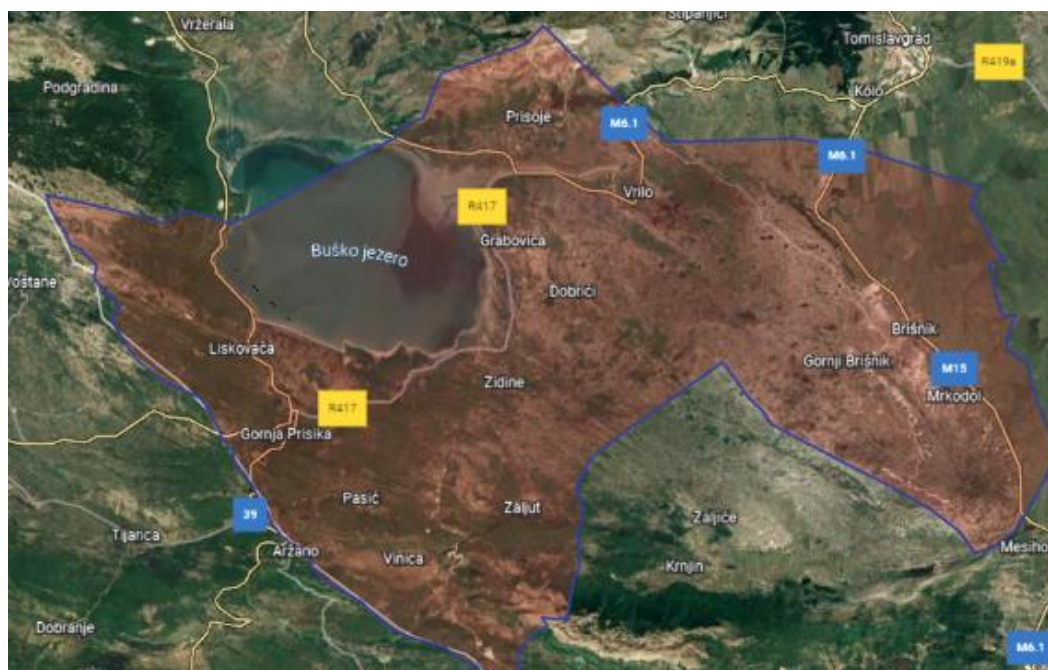 Vržerala
Stipanjići
Tomislavgrad
R419a
Podgradina
Kolo
Prisoje
M6.1
M6.1
Vrilo
R417
Grabovica
Buško jezero
Voštane
Dobrići
Brišnik
Liskovača
Gornji Brišnik
M15
Zidine
Mrkodol
R417
Gornja Prisika
Pasić
Zaljut
39
Zaljiće
Tijarica
Aržano
Vinica
Mesiho
Krnjin
Dobranje
M6.1